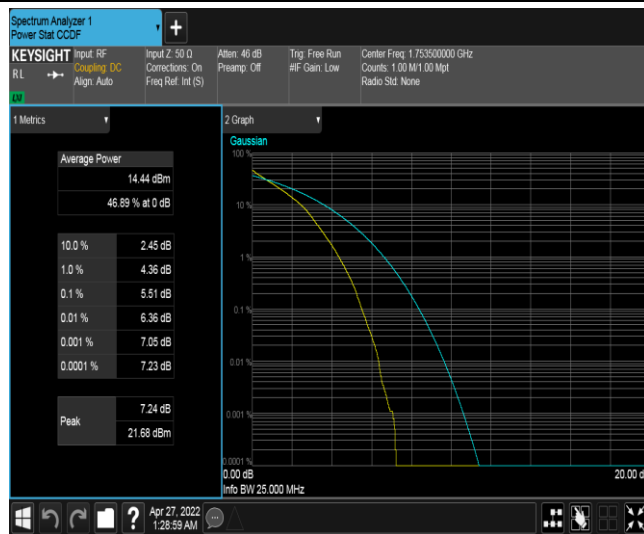 Spectrum Analyzer 1
Power Stat CCDF
+
KEYSIGHT
RL
LXI
Input: RF
Coupling: DC
Align: Auto
Input Z: 50 Ω
Corrections: On
Freq Ref: Int (S)
Atten: 46 dB
Preamp: Off
Trig: Free Run
#IF Gain: Low
Center Freq: 1.753500000 GHz
Counts: 1.00 M/1.00 Mpt
Radio Std: None
1 Metrics
Average Power
14.44 dBm
46.89 % at 0 dB
10.0 % 2.45 dB
1.0 % 4.36 dB
0.1 % 5.51 dB
0.01 % 6.36 dB
0.001 % 7.05 dB
0.0001 % 7.23 dB
Peak
7.24 dB
21.68 dBm
2 Graph
Gaussian
100 %
10 %
1 %
0.1 %
0.01 %
0.001 %
0.0001 %
0.00 dB
20.00 d
Info BW 25.000 MHz
?
Apr 27, 2022
1:28:59 AM